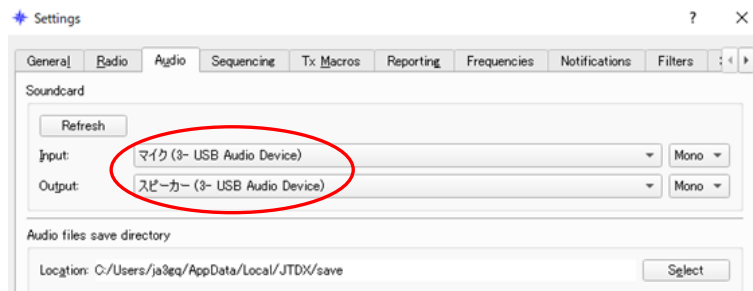 Settings ? ×
General Radio Audio Sequencing Tx Macros Reporting Frequencies Notifications Filters
Soundcard
Refresh
Input: マイク (3- USB Audio Device) Mono
Output: スピーカー (3- USB Audio Device) Mono
Audio files save directory
Location: C:/Users/ja3gq/AppData/Local/JTDX/save Select